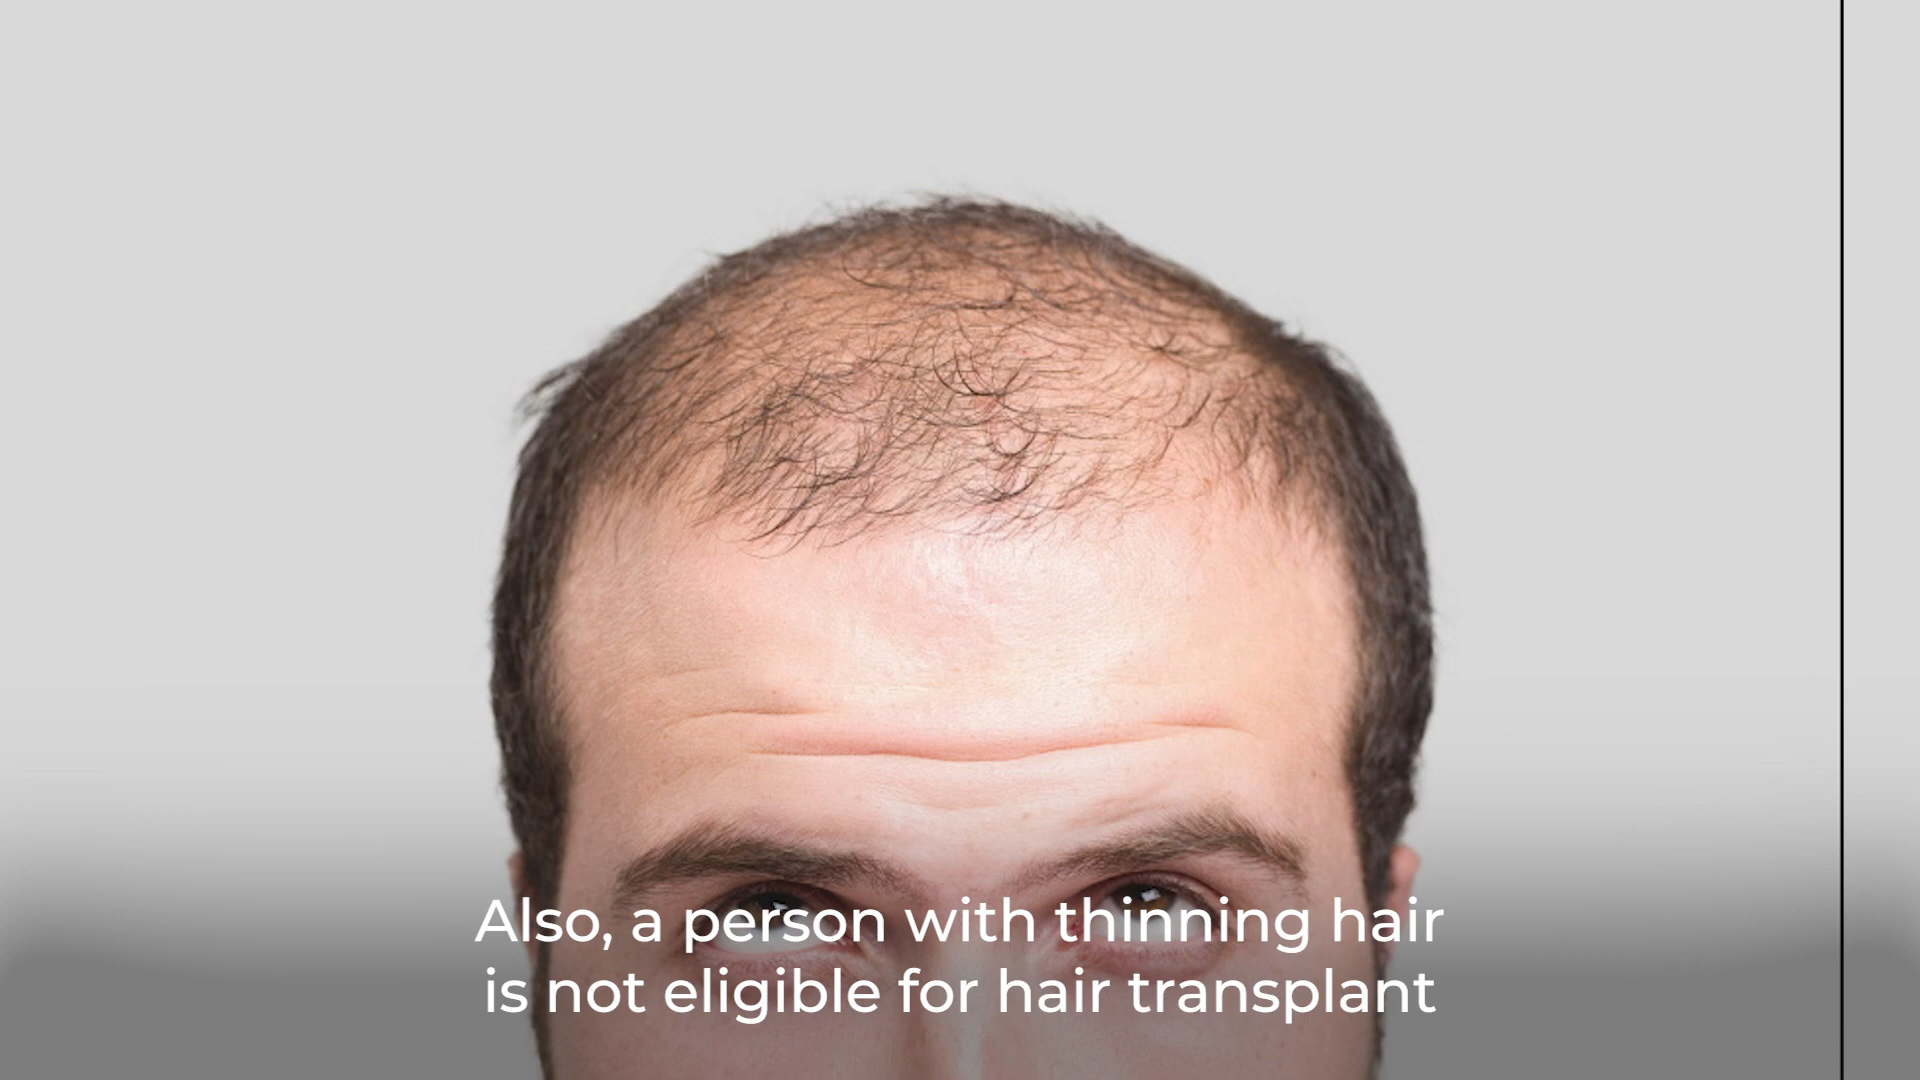 Also, a person with thinning hair
is not eligible for hair transplant